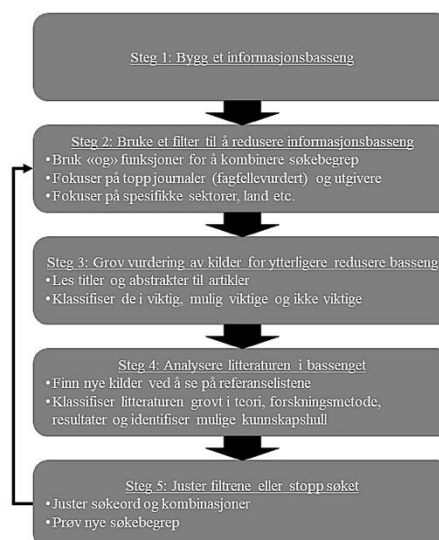 Steg 1: Bygg et informasjonsbasseng
Steg 2: Bruke et filter til å redusere informasjonsbasseng
•Bruk «og» funksjoner for å kombinere søkebegrep
•Fokuser på topp journaler (fagfellevurdert) og utgivere
•Fokuser på spesifikke sektorer, land etc.
Steg 3: Grov vurdering av kilder for ytterligere redusere basseng
•Les titler og abstrakter til artikler
•Klassifiser de i viktig, mulig viktige og ikke viktige
Steg 4: Analysere litteraturen i bassenget
•Finn nye kilder ved å se på referanselistene
•Klassifiser litteraturen grovt i teori, forskningsmetode,
resultater og identifiser mulige kunnskapshull
Steg 5: Juster filtrene eller stopp søket
•Juster søkeord og kombinasjoner
•Prøv nye søkebegrep